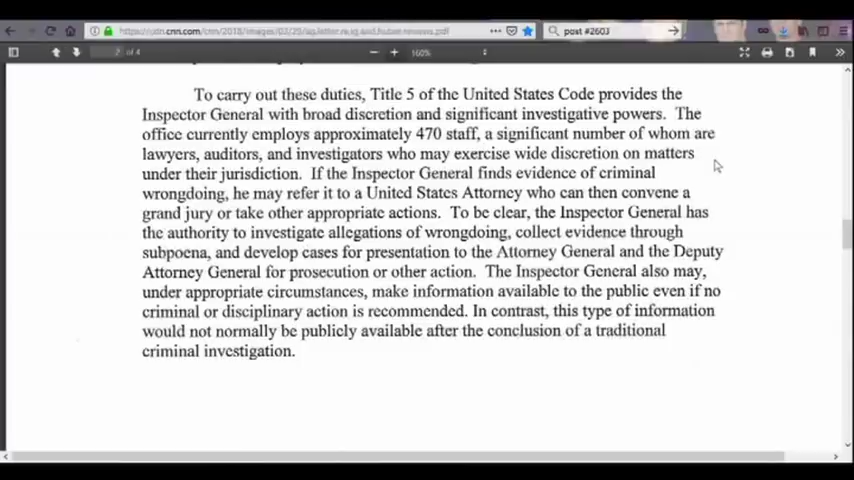 post #2603
2 of 4
160%
To carry out these duties, Title 5 of the United States Code provides the
Inspector General with broad discretion and significant investigative powers. The
office currently employs approximately 470 staff, a significant number of whom are
lawyers, auditors, and investigators who may exercise wide discretion on matters
under their jurisdiction. If the Inspector General finds evidence of criminal
wrongdoing, he may refer it to a United States Attorney who can then convene a
grand jury or take other appropriate actions. To be clear, the Inspector General has
the authority to investigate allegations of wrongdoing, collect evidence through
subpoena, and develop cases for presentation to the Attorney General and the Deputy
Attorney General for prosecution or other action. The Inspector General also may,
under appropriate circumstances, make information available to the public even if no
criminal or disciplinary action is recommended. In contrast, this type of information
would not normally be publicly available after the conclusion of a traditional
criminal investigation.